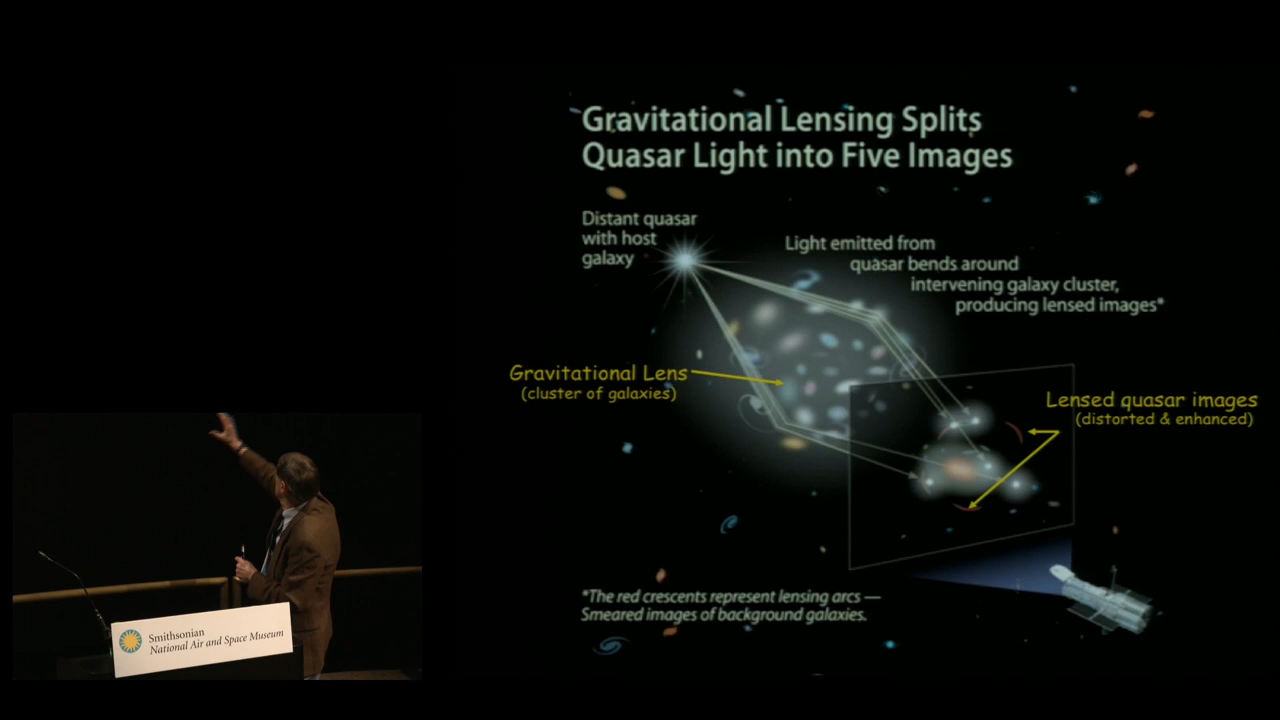 Gravitational Lensing Splits
Quasar Light into Five Images
Distant quasar
with host
galaxy
Light emitted from
quasar bends around
intervening galaxy cluster,
producing lensed images*
Gravitational Lens
(cluster of galaxies)
Lensed quasar images
(distorted & enhanced)
*The red crescents represent lensing arcs —
Smeared images of background galaxies.
Smithsonian
National Air and Space Museum